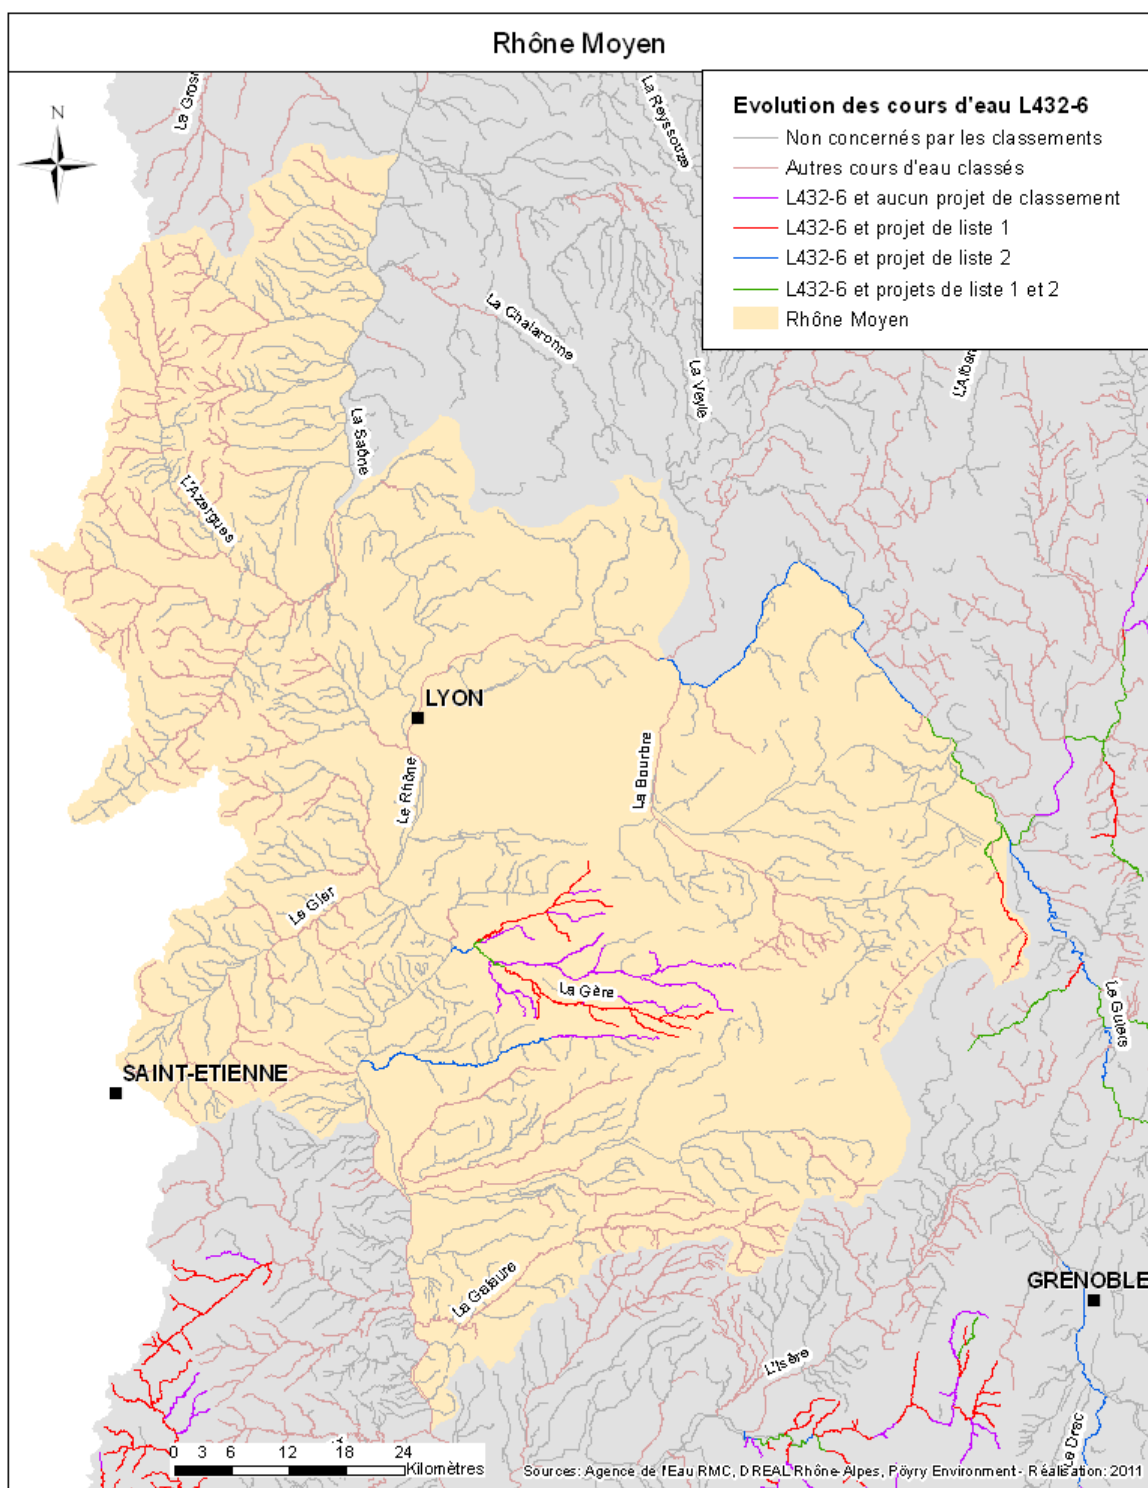 Rhône Moyen
N
Evolution des cours d'eau L432-6
Non concernés par les classements
Autres cours d'eau classés
L432-6 et aucun projet de classement
L432-6 et projet de liste 1
L432-6 et projet de liste 2
L432-6 et projets de liste 1 et 2
Rhône Moyen
La Gros
La Reyssouze
La Chalaronne
La Veyle
L'Albar
La Saône
L'Azergues
LYON
La Bourbre
Le Rhône
Le Gier
La Gère
Le Guiers
SAINT-ETIENNE
La Galaure
GRENOBLE
L'Isère
Le Drac
0 3 6 12 18 24
Kilomètres
Sources: Agence de l'Eau RMC, DREAL Rhône-Alpes, Pöyry Environment - Réalisation: 2011